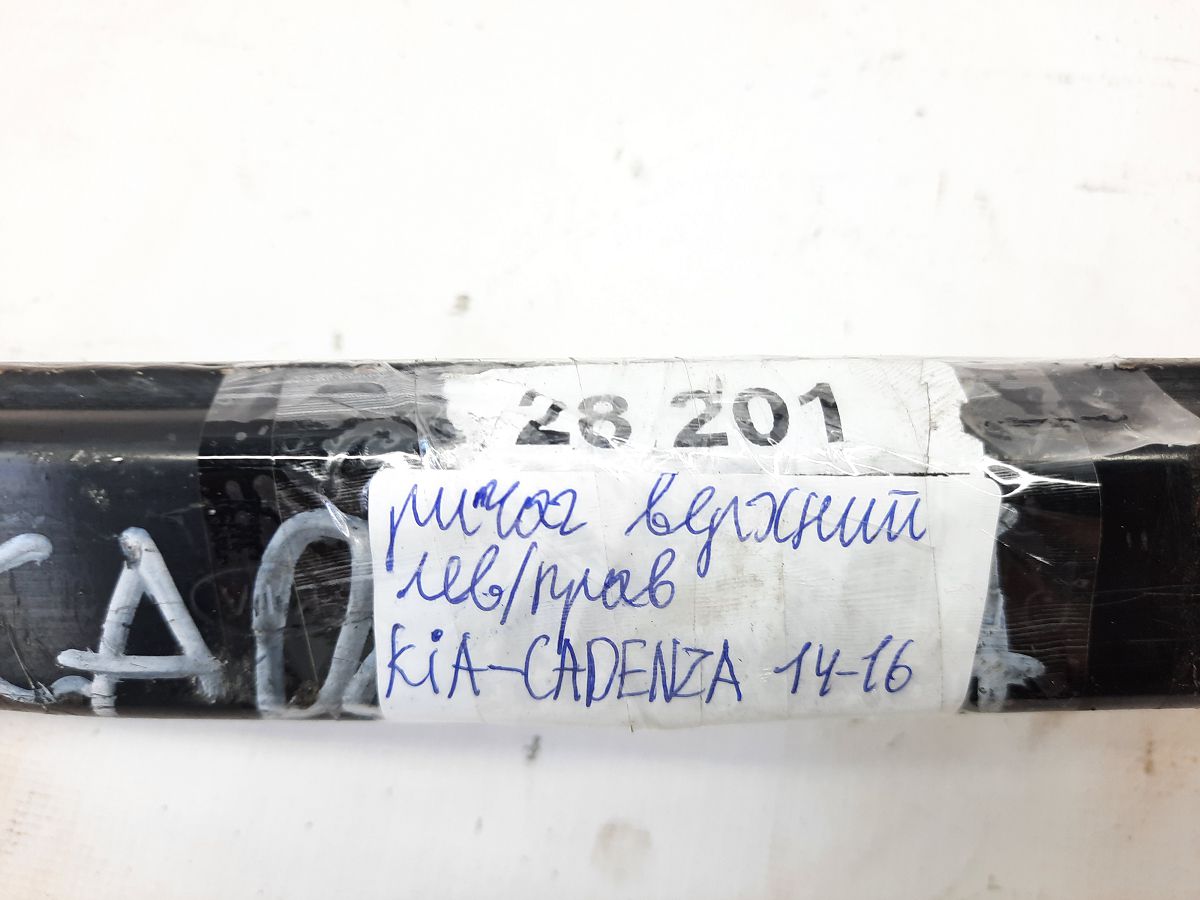 28 201
рычаг верхний
лев/прав
KiA-CADENZA 14-16